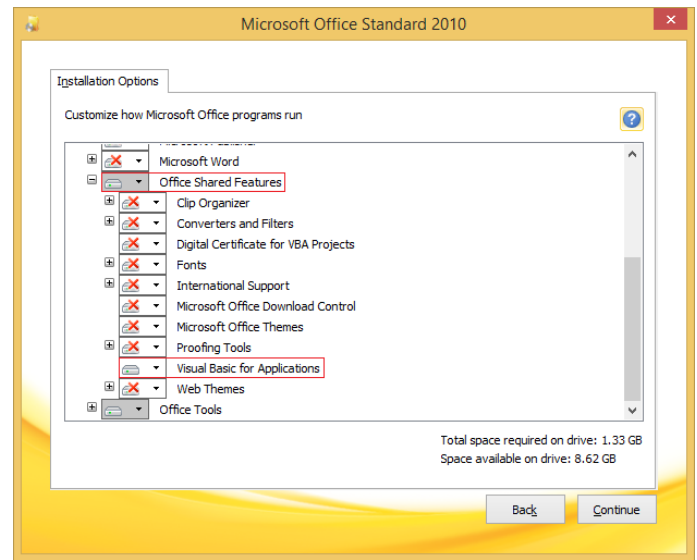 Microsoft Office Standard 2010
Installation Options
Customize how Microsoft Office programs run
Microsoft Word
Office Shared Features
Clip Organizer
Converters and Filters
Digital Certificate for VBA Projects
Fonts
International Support
Microsoft Office Download Control
Microsoft Office Themes
Proofing Tools
Visual Basic for Applications
Web Themes
Office Tools
Total space required on drive: 1.33 GB
Space available on drive: 8.62 GB
Back
Continue